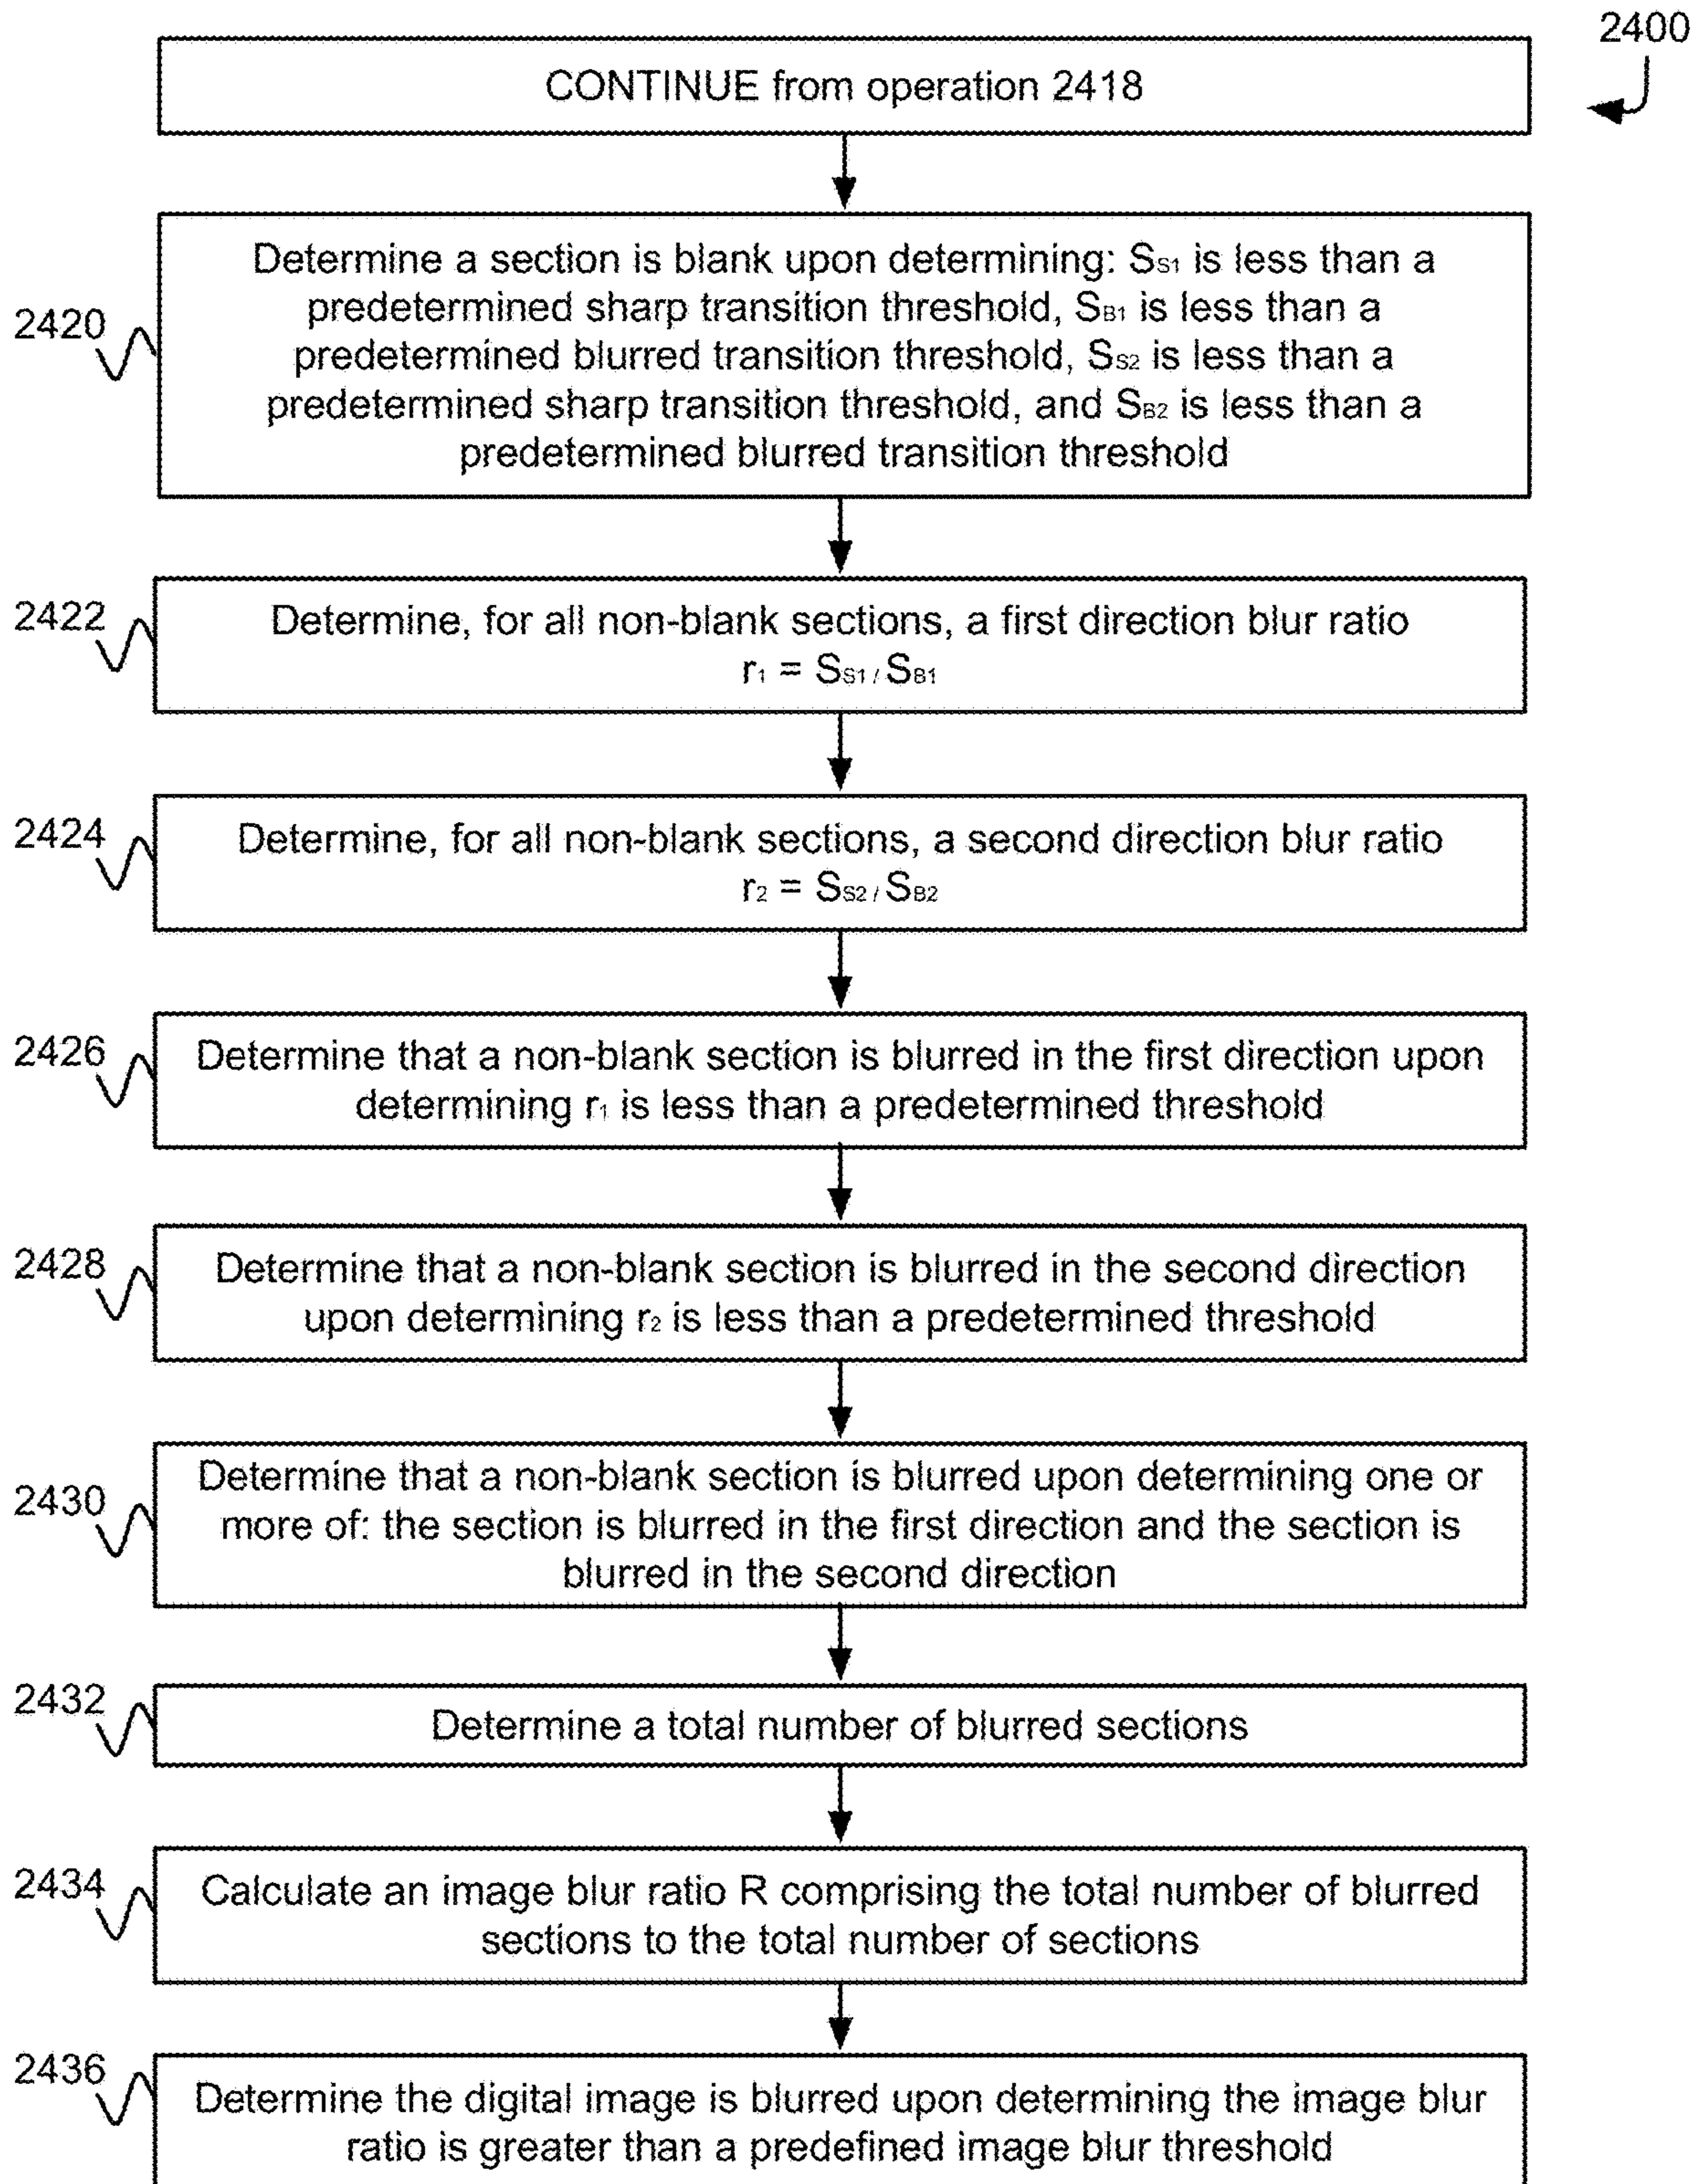 2400
CONTINUE from operation 2418
2420
Determine a section is blank upon determining: SS1 is less than a
predetermined sharp transition threshold, SB1 is less than a
predetermined blurred transition threshold, SS2 is less than a
predetermined sharp transition threshold, and SB2 is less than a
predetermined blurred transition threshold
2422
Determine, for all non-blank sections, a first direction blur ratio
r1 = SS1 / SB1
2424
Determine, for all non-blank sections, a second direction blur ratio
r2 = SS2 / SB2
2426
Determine that a non-blank section is blurred in the first direction upon
determining r1 is less than a predetermined threshold
2428
Determine that a non-blank section is blurred in the second direction
upon determining r2 is less than a predetermined threshold
2430
Determine that a non-blank section is blurred upon determining one or
more of: the section is blurred in the first direction and the section is
blurred in the second direction
2432
Determine a total number of blurred sections
2434
Calculate an image blur ratio R comprising the total number of blurred
sections to the total number of sections
2436
Determine the digital image is blurred upon determining the image blur
ratio is greater than a predefined image blur threshold